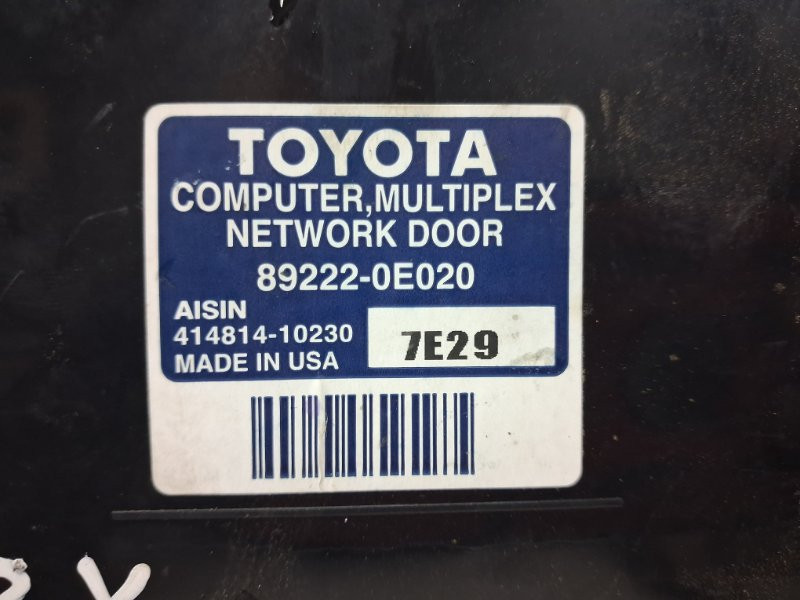 TOYOTA
COMPUTER,MULTIPLEX
NETWORK DOOR
89222-0E020
AISIN
414814-10230
MADE IN USA
7E29